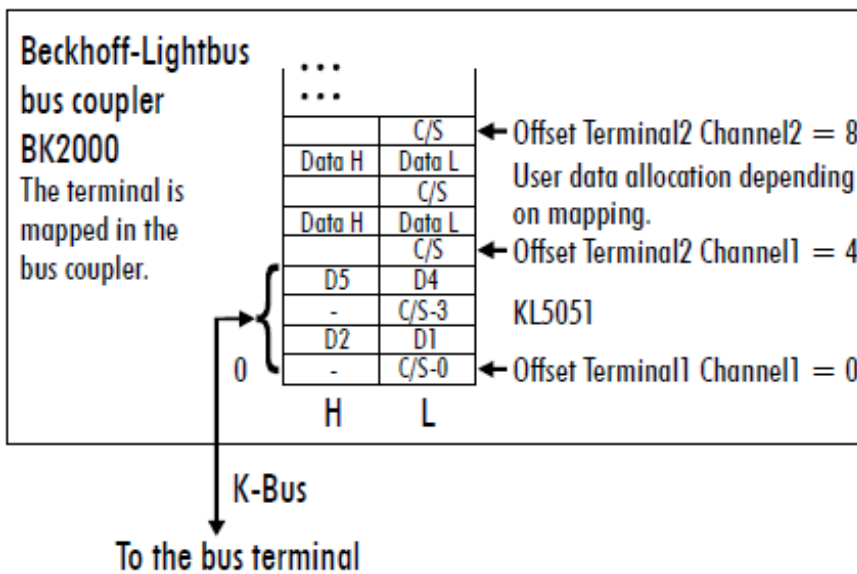 Beckhoff-Lightbus
bus coupler
BK2000
The terminal is
mapped in the
bus coupler.
•••
•••
C/S
Data H Data L
C/S
Data H Data L
C/S
D5 D4
- C/S-3
D2 D1
0 - C/S-0
H L
Offset Terminal2 Channel2 = 8
User data allocation depending
on mapping.
Offset Terminal2 Channel1 = 4
KL5051
Offset Terminal1 Channel1 = 0
K-Bus
To the bus terminal